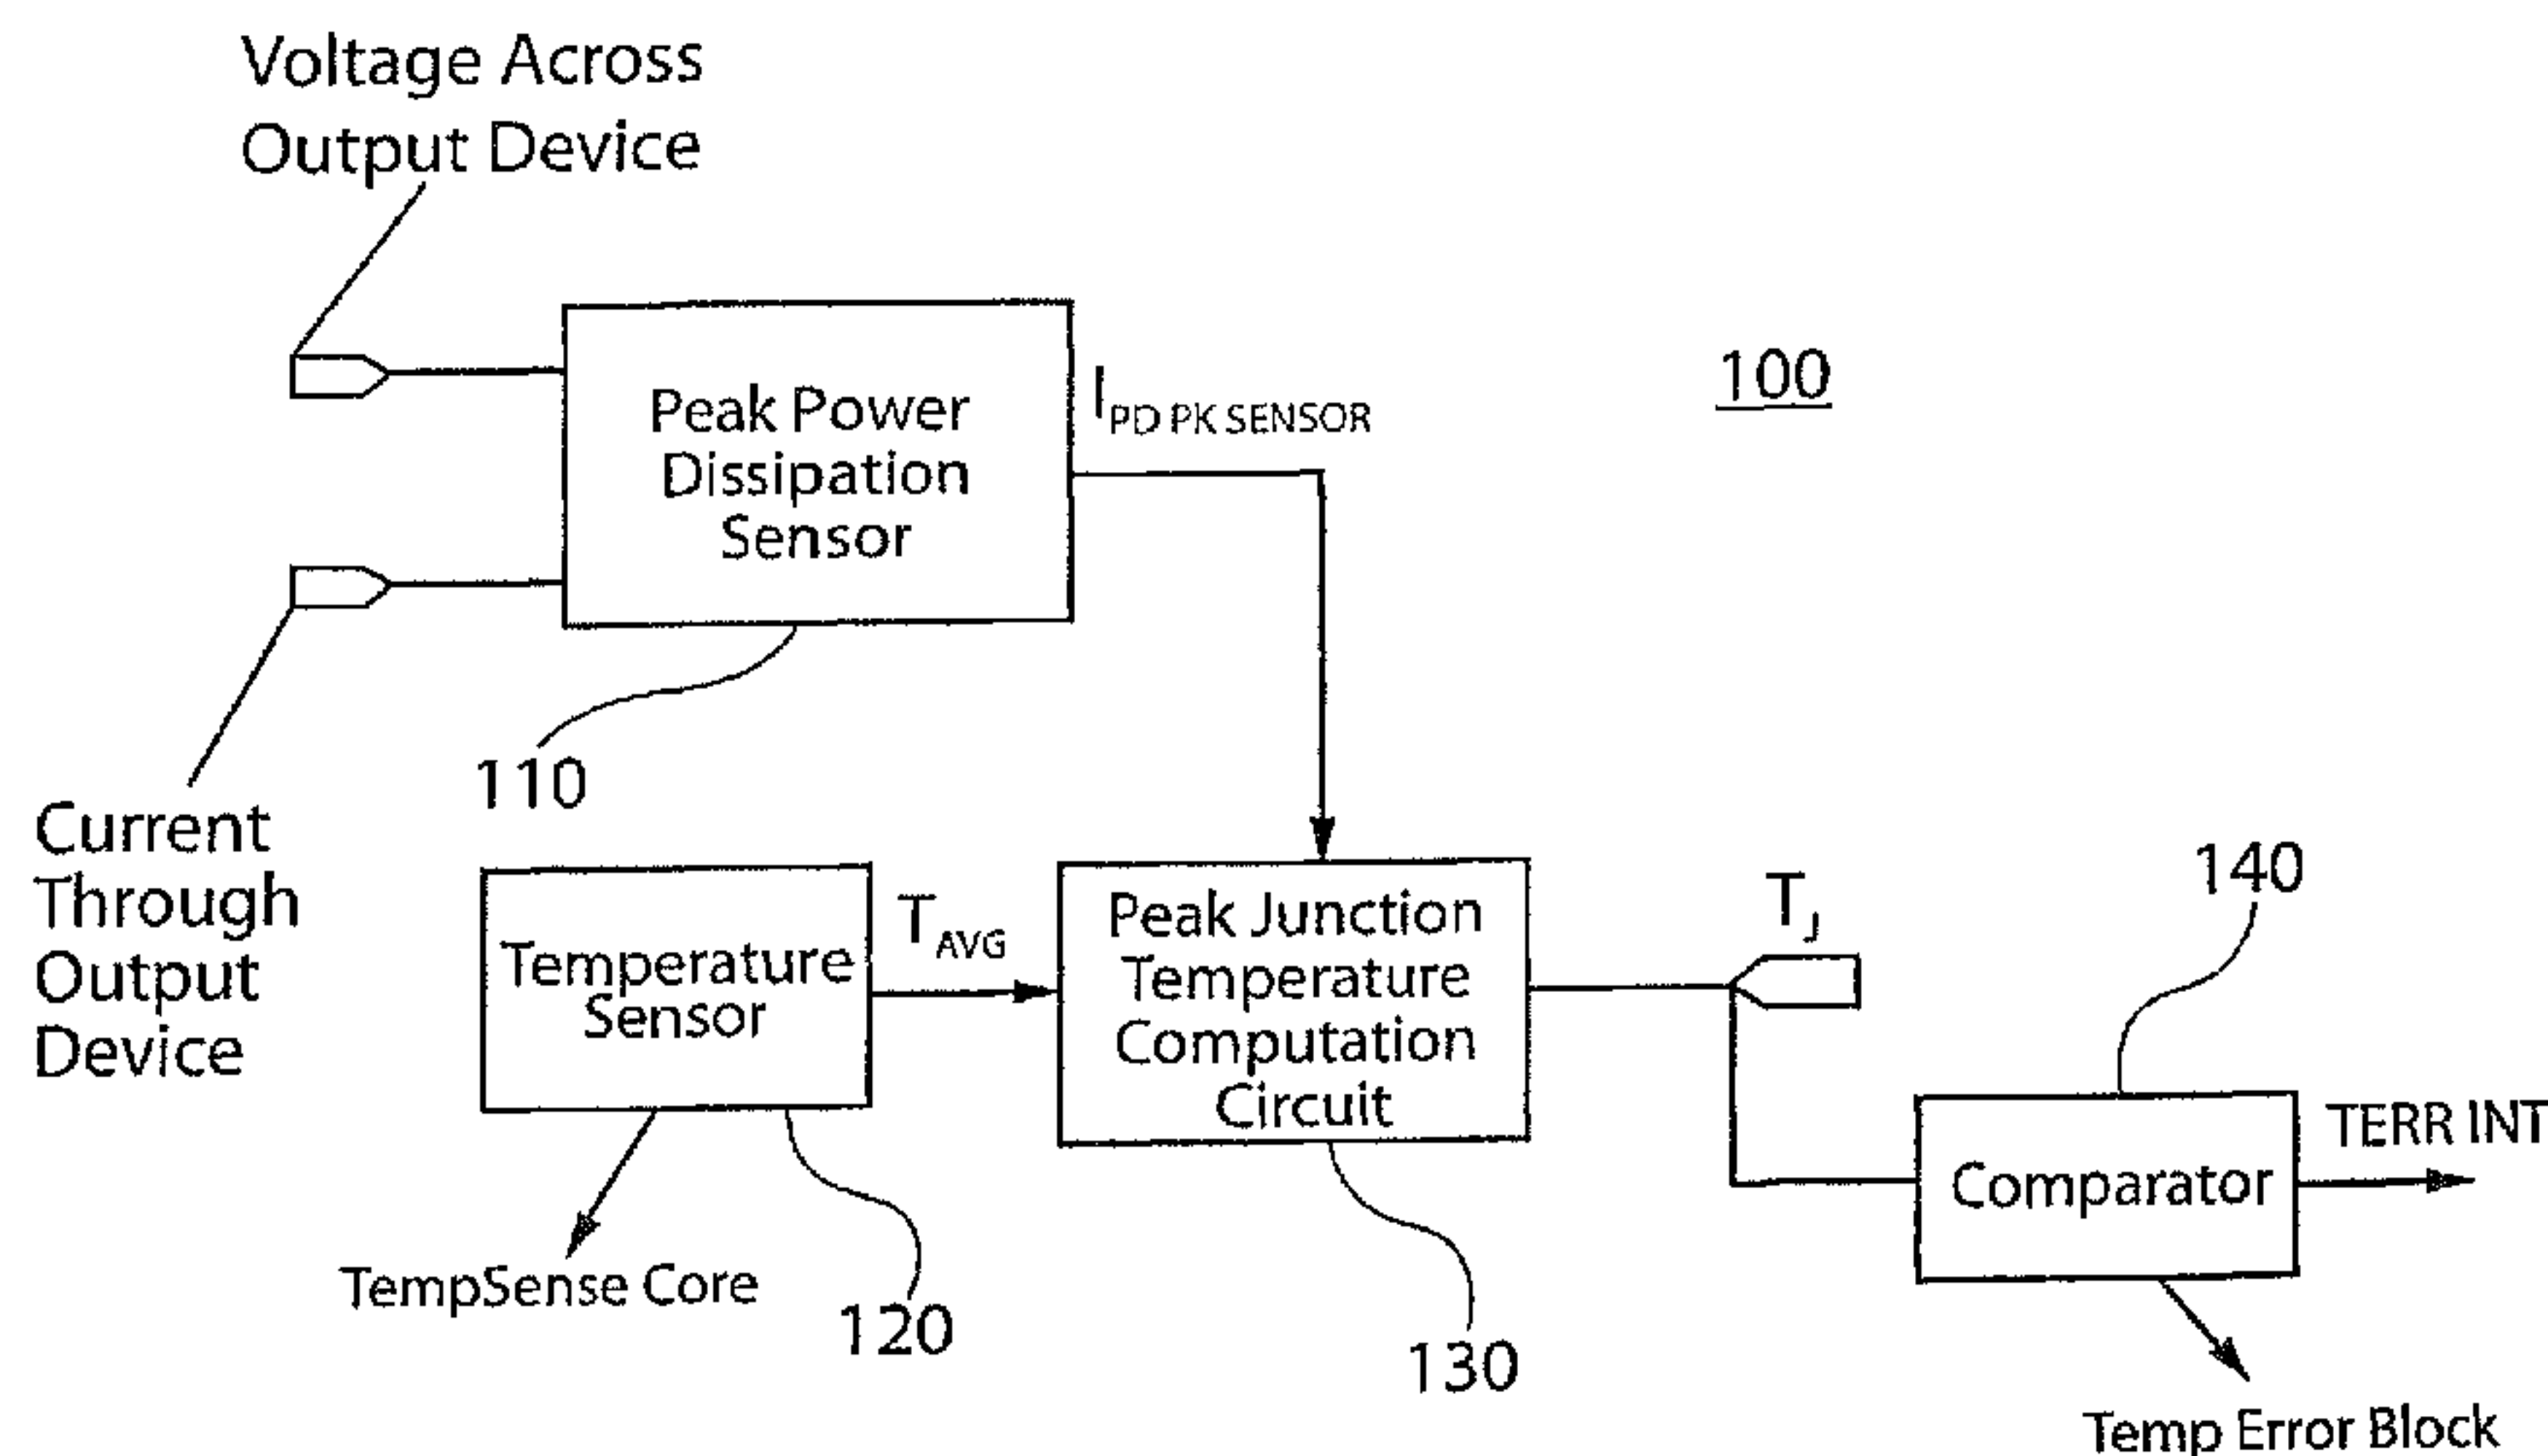 Voltage Across
Output Device
100
I PD PK SENSOR
Peak Power
Dissipation
Sensor
110
Current
Through
Output
Device
Temperature
Sensor
T AVG
Peak Junction
Temperature
Computation
Circuit
T J
140
TERR INT
Comparator
TempSense Core
120
130
Temp Error Block